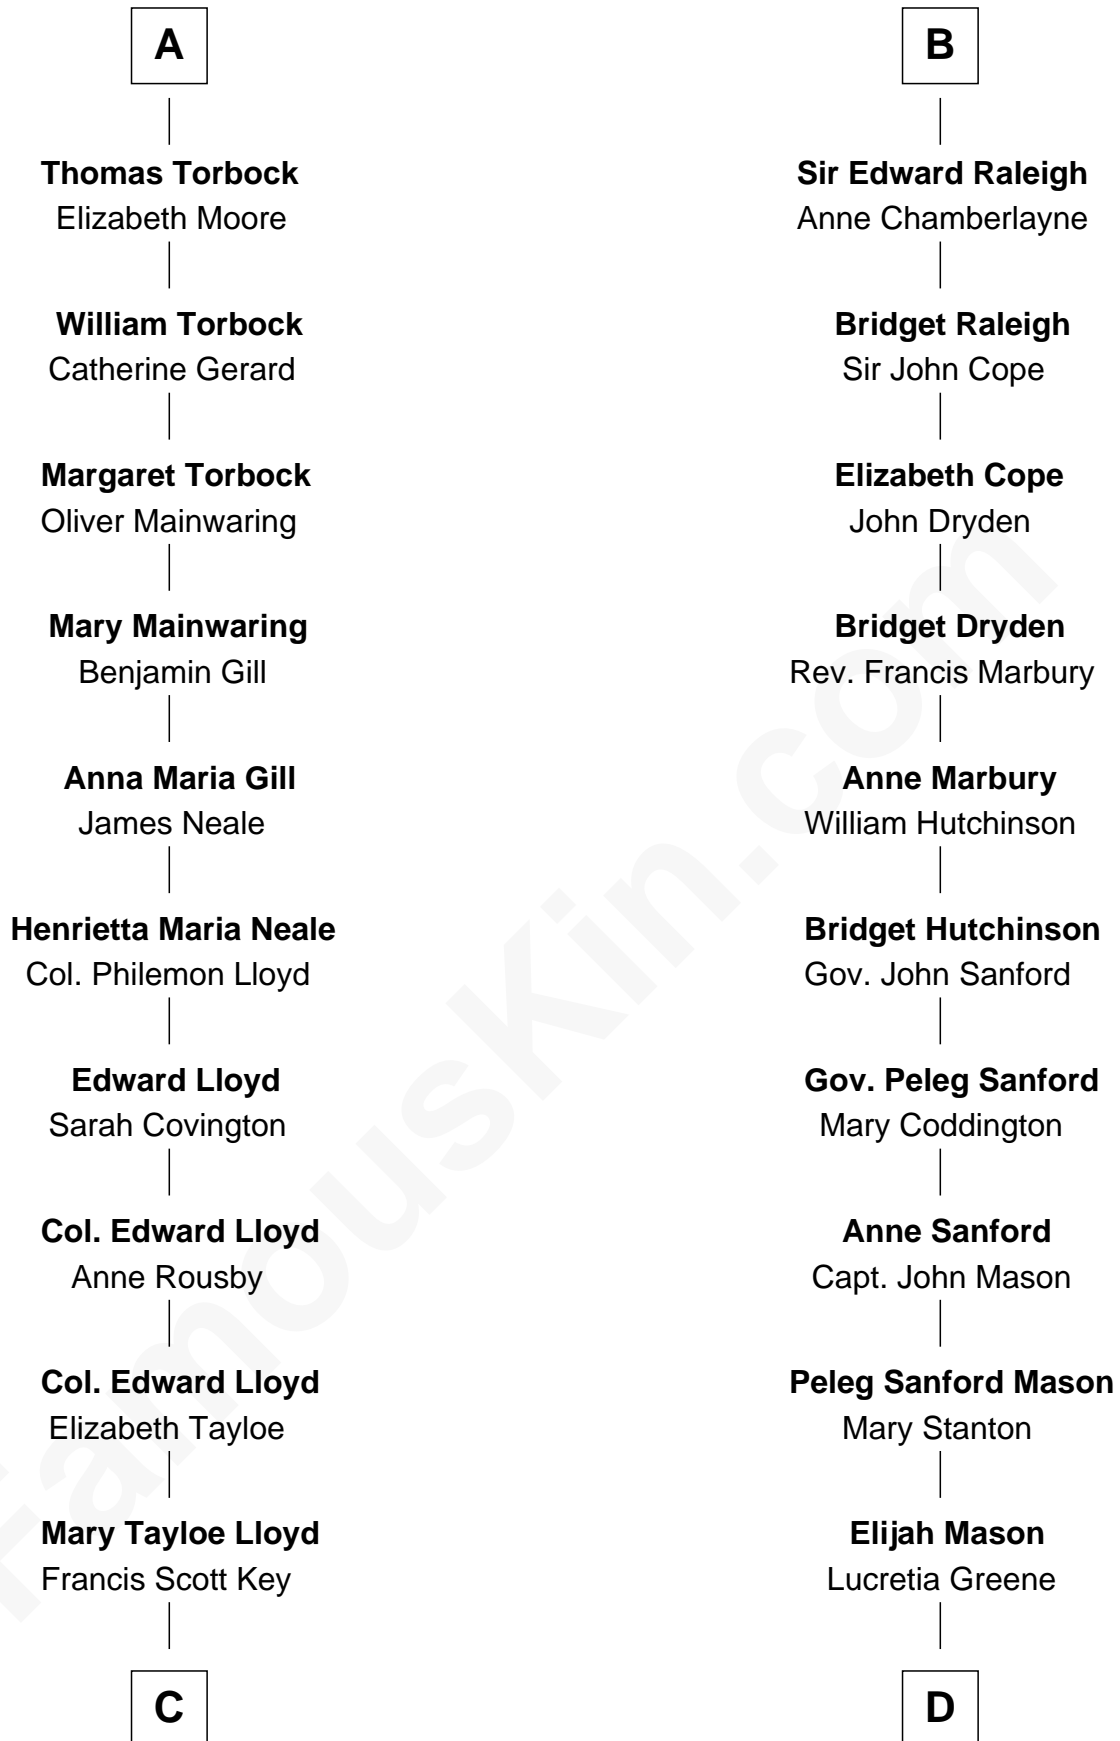 A
Thomas Torbock
Elizabeth Moore
William Torbock
Catherine Gerard
Margaret Torbock
Oliver Mainwaring
Mary Mainwaring
Benjamin Gill
Anna Maria Gill
James Neale
Henrietta Maria Neale
Col. Philemon Lloyd
Edward Lloyd
Sarah Covington
Col. Edward Lloyd
Anne Rousby
Col. Edward Lloyd
Elizabeth Tayloe
Mary Tayloe Lloyd
Francis Scott Key
C
B
Sir Edward Raleigh
Anne Chamberlayne
Bridget Raleigh
Sir John Cope
Elizabeth Cope
John Dryden
Bridget Dryden
Rev. Francis Marbury
Anne Marbury
William Hutchinson
Bridget Hutchinson
Gov. John Sanford
Gov. Peleg Sanford
Mary Coddington
Anne Sanford
Capt. John Mason
Peleg Sanford Mason
Mary Stanton
Elijah Mason
Lucretia Greene
D
FamousKin.com